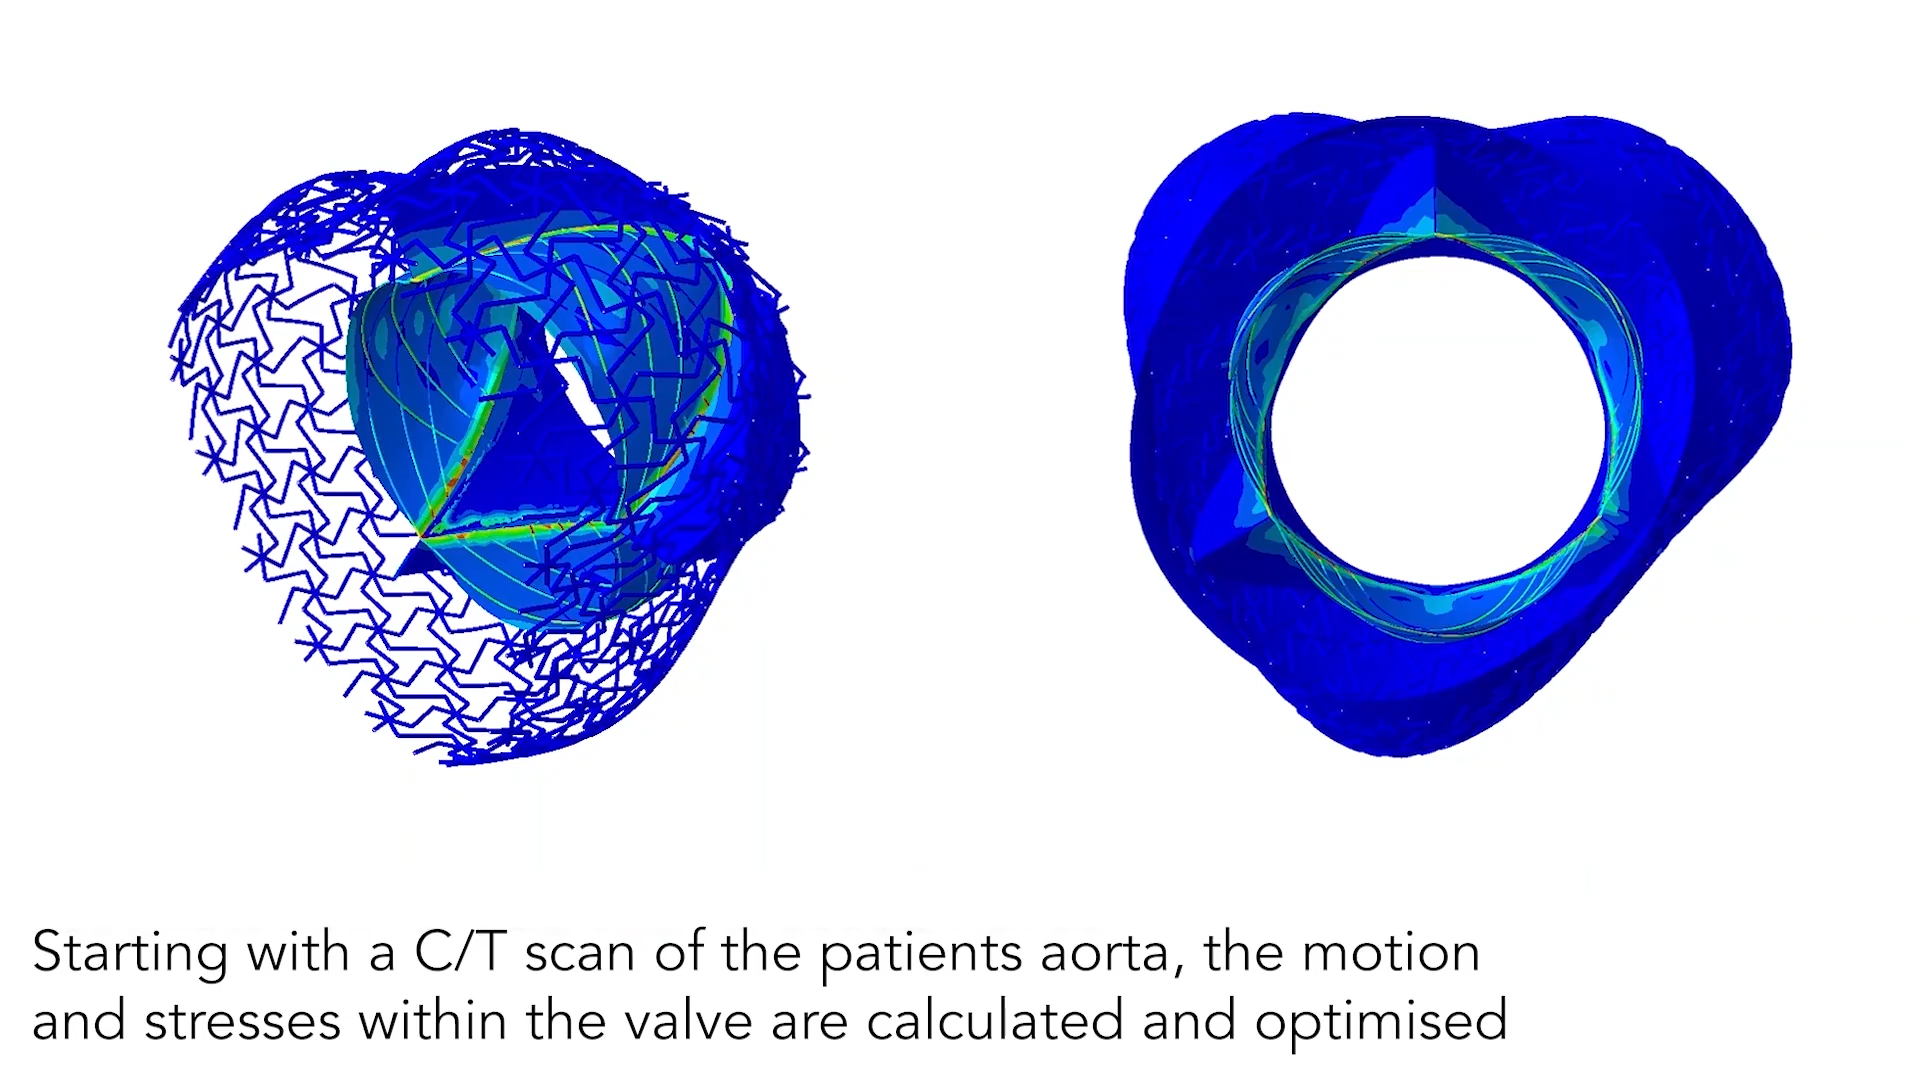 Starting with a C/T scan of the patients aorta, the motion
and stresses within the valve are calculated and optimised